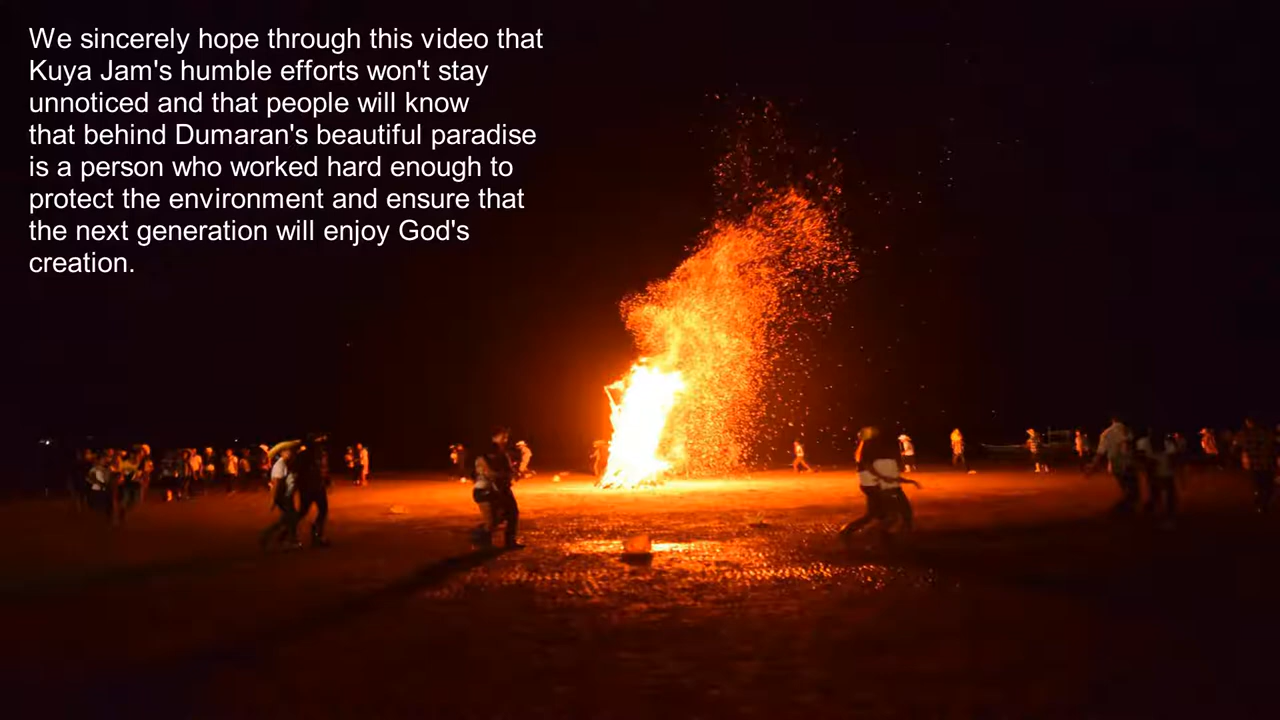 We sincerely hope through this video that
Kuya Jam's humble efforts won't stay
unnoticed and that people will know
that behind Dumaran's beautiful paradise
is a person who worked hard enough to
protect the environment and ensure that
the next generation will enjoy God's
creation.